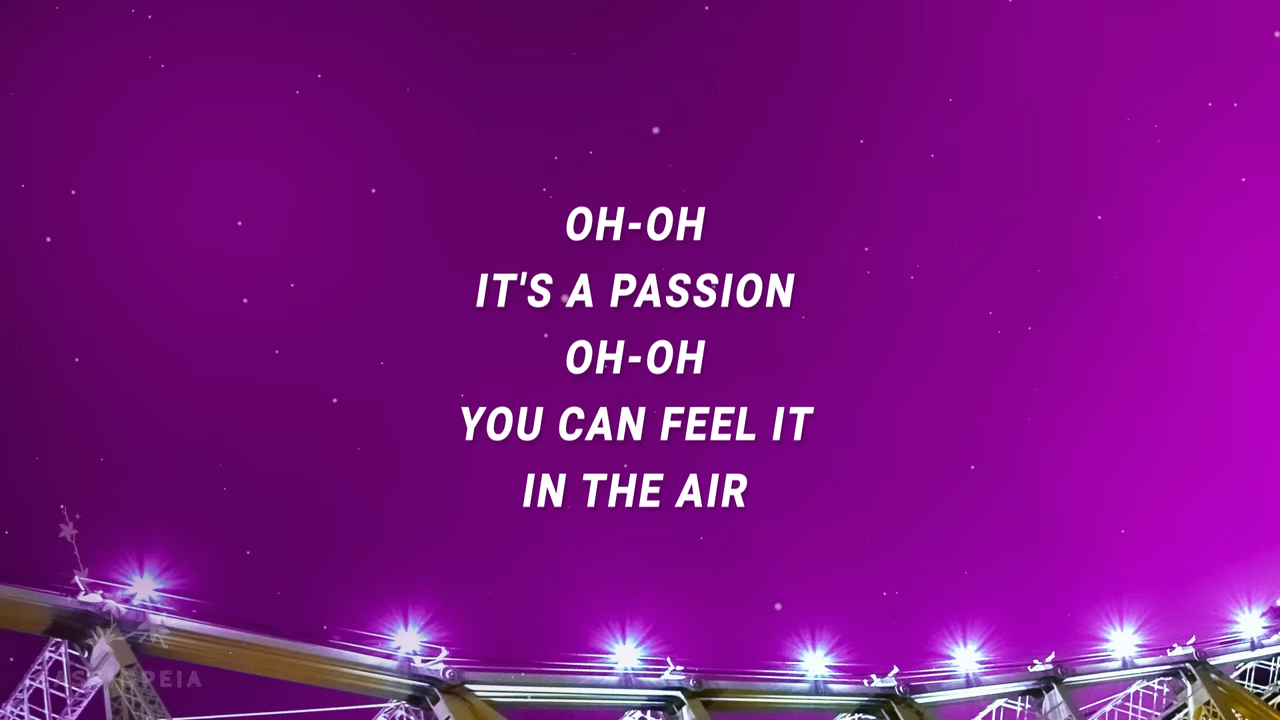 OH-OH
IT'S A PASSION
OH-OH
YOU CAN FEEL IT
IN THE AIR